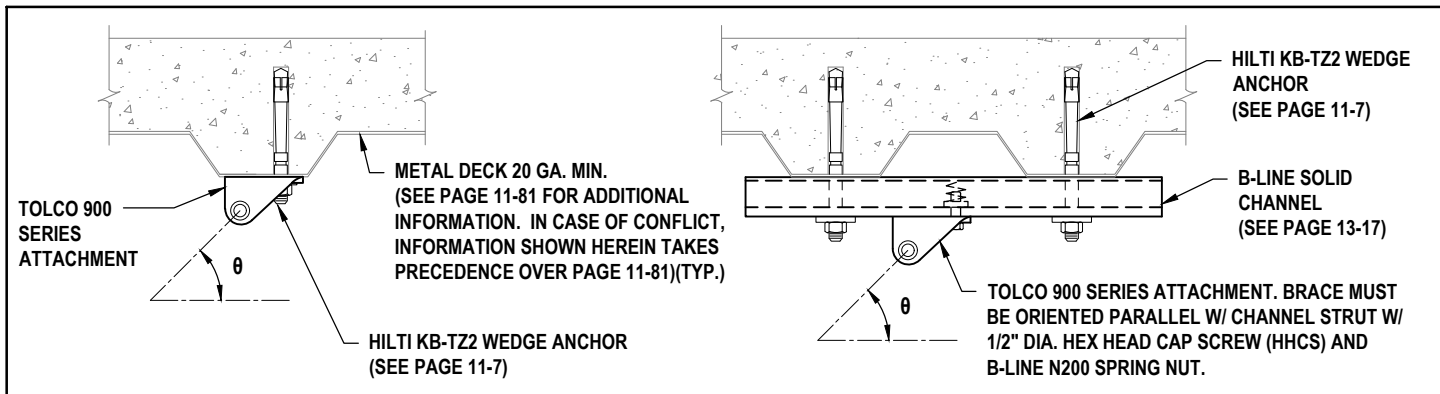 TOLCO 900
SERIES
ATTACHMENT
θ
METAL DECK 20 GA. MIN.
(SEE PAGE 11-81 FOR ADDITIONAL
INFORMATION. IN CASE OF CONFLICT,
INFORMATION SHOWN HEREIN TAKES
PRECEDENCE OVER PAGE 11-81)(TYP.)
HILTI KB-TZ2 WEDGE ANCHOR
(SEE PAGE 11-7)
HILTI KB-TZ2 WEDGE
ANCHOR
(SEE PAGE 11-7)
B-LINE SOLID
CHANNEL
(SEE PAGE 13-17)
θ
TOLCO 900 SERIES ATTACHMENT. BRACE MUST
BE ORIENTED PARALLEL W/ CHANNEL STRUT W/
1/2" DIA. HEX HEAD CAP SCREW (HHCS) AND
B-LINE N200 SPRING NUT.